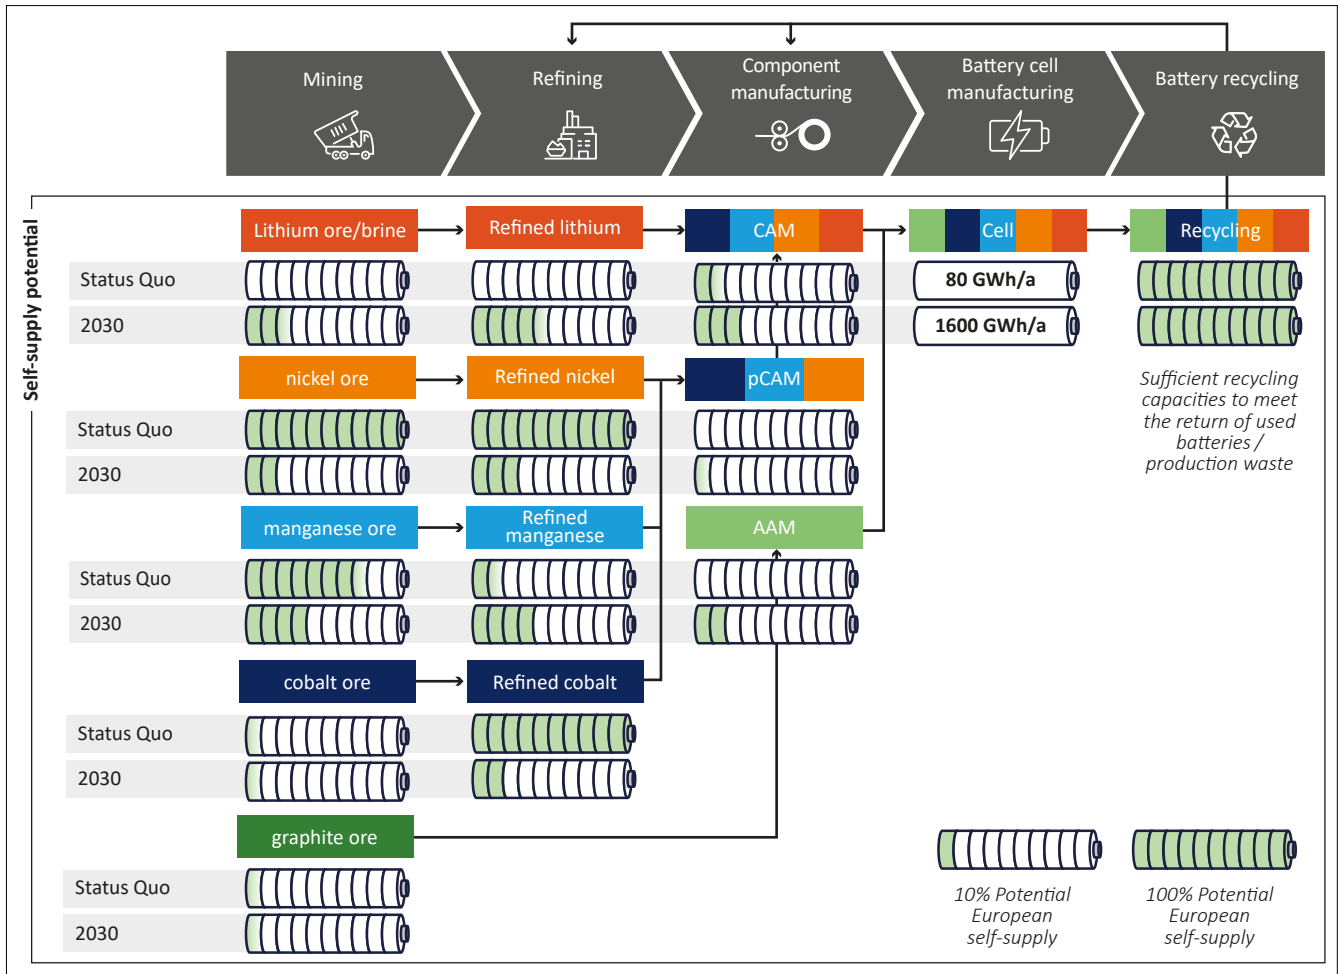 Mining
Refining
Component
manufacturing
Battery cell
manufacturing
Battery recycling
Self-supply potential
Lithium ore/brine
Refined lithium
CAM
Cell
Recycling
Status Quo
80 GWh/a
2030
1600 GWh/a
nickel ore
Refined nickel
pCAM
Sufficient recycling
capacities to meet
the return of used
batteries /
production waste
Status Quo
2030
manganese ore
Refined
manganese
AAM
Status Quo
2030
cobalt ore
Refined cobalt
Status Quo
2030
graphite ore
Status Quo
2030
10% Potential
European
self-supply
100% Potential
European
self-supply